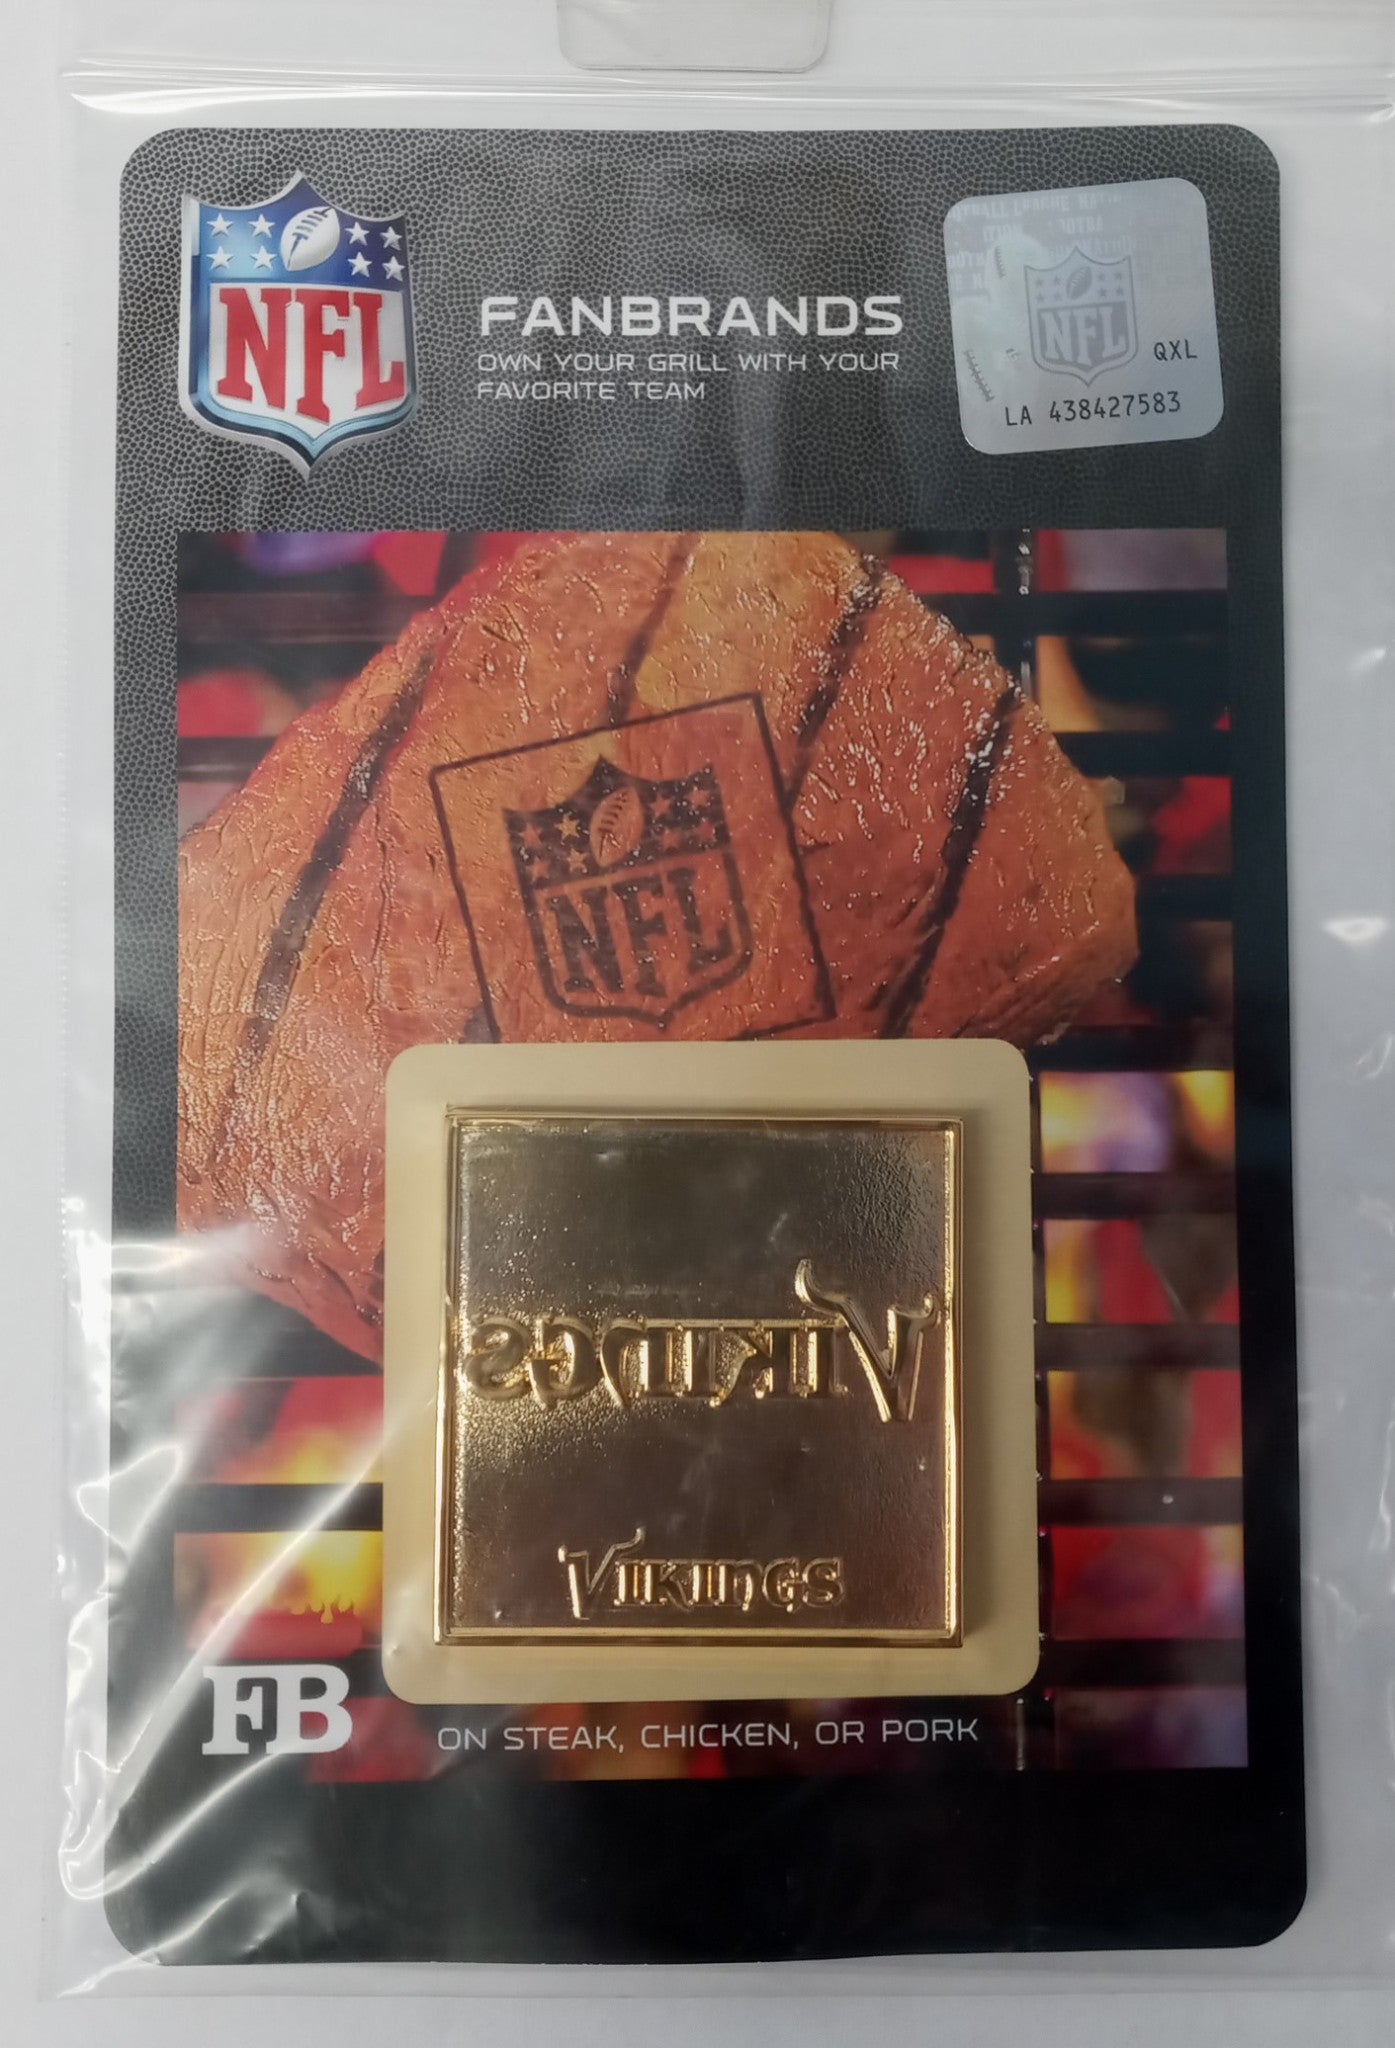 NFL
FANBRANDS
OWN YOUR GRILL WITH YOUR
FAVORITE TEAM
NFL
QXL
LA 438427583
NFL
VIKINGS
VIKINGS
FB
ON STEAK, CHICKEN, OR PORK